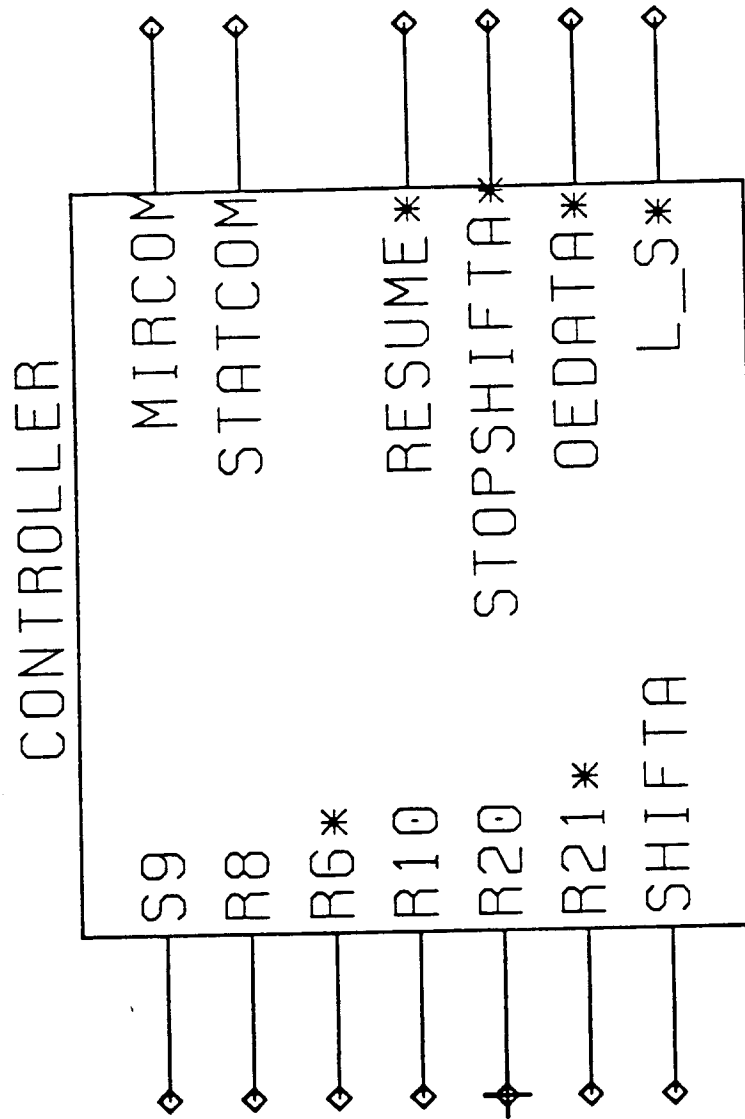 CONTROLLER
S9
R8
R6*
R10
R20
R21*
SHIFTA
MIRCOM
STATCOM
RESUME*
STOPSHIFTA*
OEDATA*
L_S*